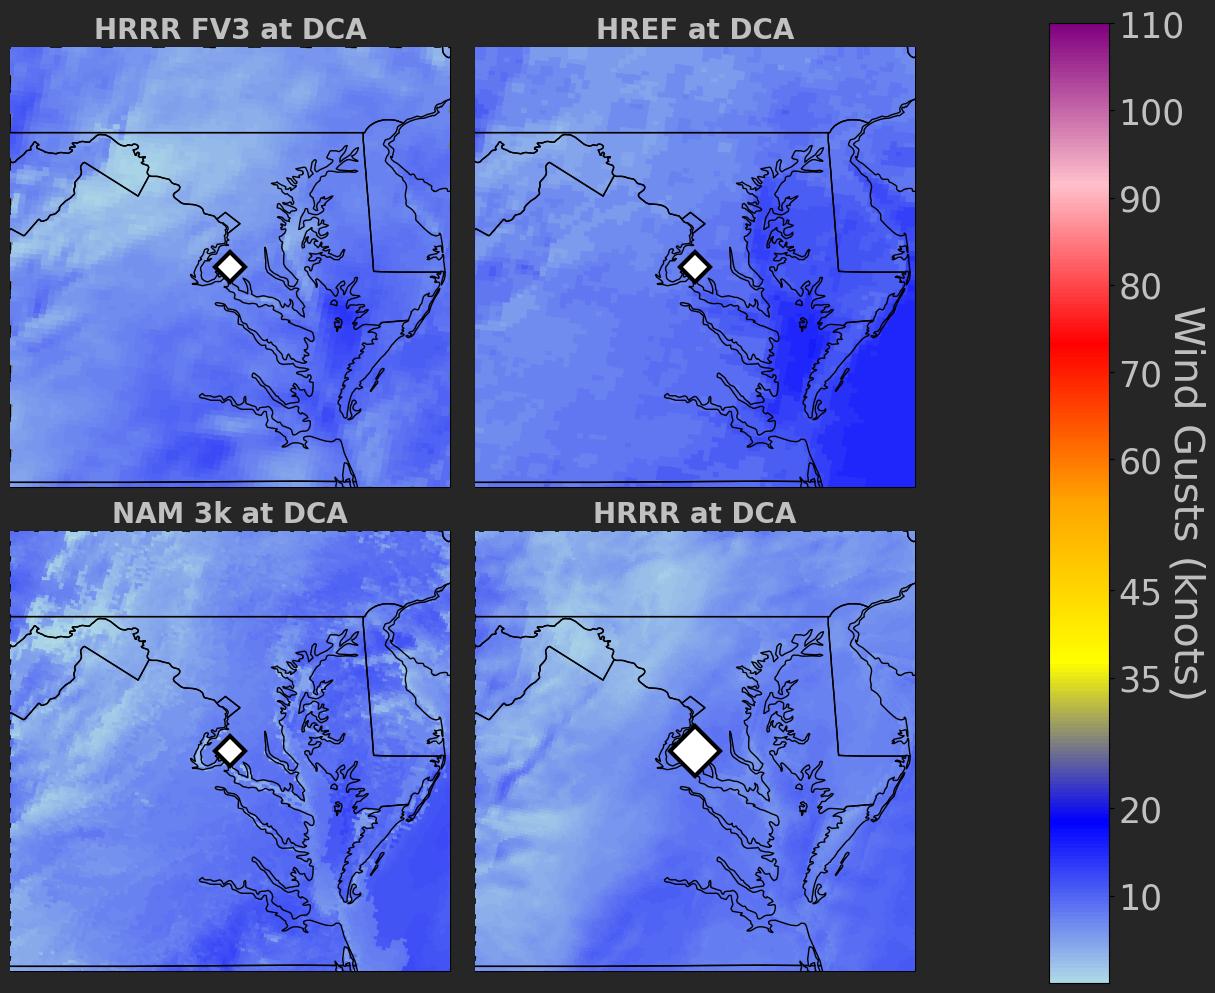 HRRR FV3 at DCA
HREF at DCA
NAM 3k at DCA
HRRR at DCA
110
100
90
80
70
60
45
35
20
10
Wind Gusts (knots)